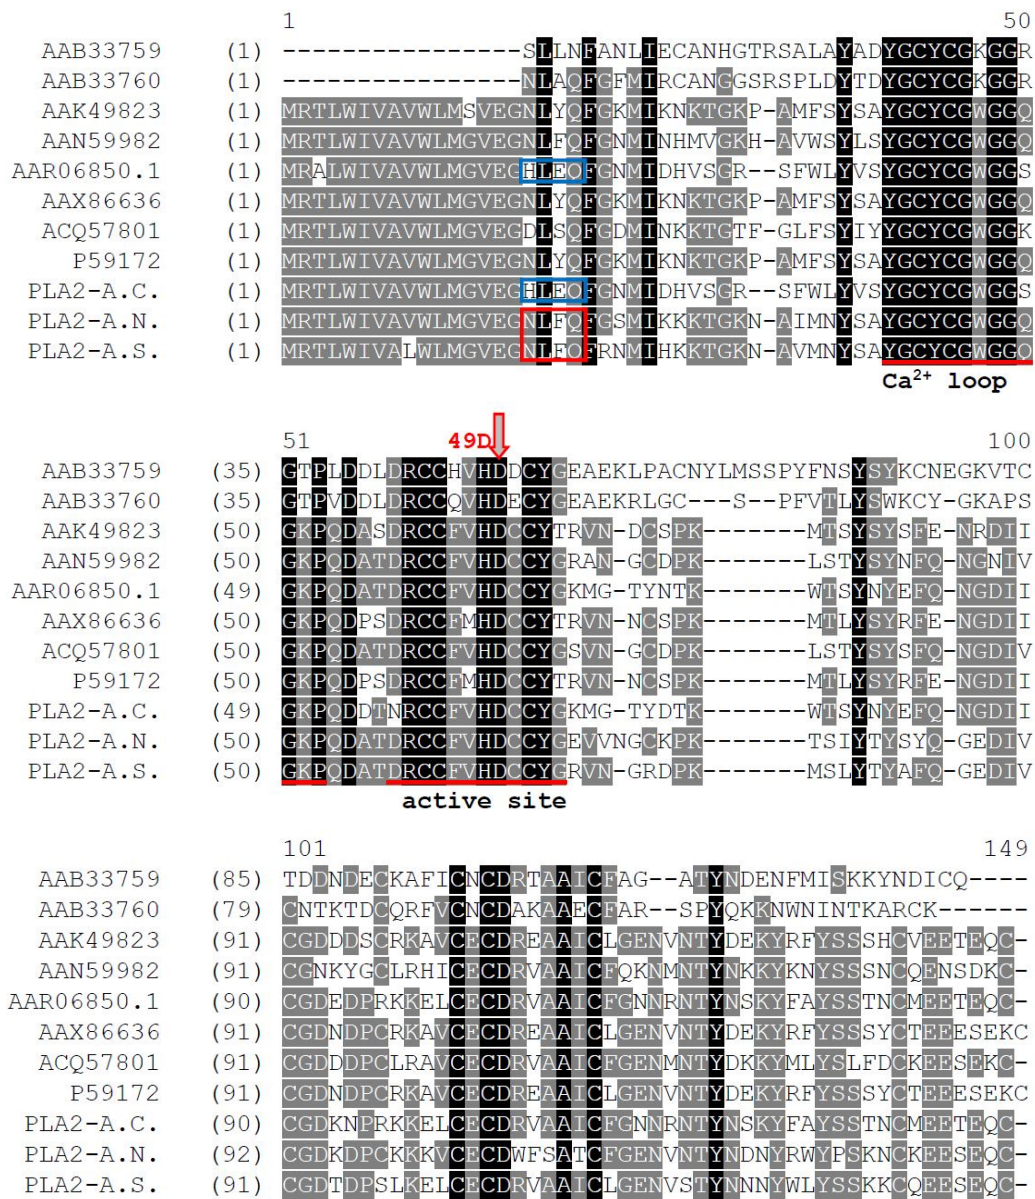 1 50
AAB33759 (1) ----------------SLLNFANLIECANHGTRSALAYADYGCYCGKGGR
AAB33760 (1) ----------------NLAQFGFMIRCANGGSRSPLDYTDYGCYCGKGGR
AAK49823 (1) MRTLWIVAVWLMSVEGNLYQFGKMIKNKTGKP-AMFSYSAYGCYCGWGGQ
AAN59982 (1) MRTLWIVAVWLMGVEGNLFQFGMMINHMVGKH-AVWSYLSYGCYCGWGGQ
AAR06850.1 (1) MRALWIVAVWLMGVEGHLEQFGNMIDHVSGR--SFWLYVSYGCYCGWGGS
AAX86636 (1) MRTLWIVAVWLMGVEGNLYQFGKMIKNKTGKP-AMFSYSAYGCYCGWGGQ
ACQ57801 (1) MRTLWIVAVWLMGVEGDLSQFGDMINKKTGTF-GLFSYIYYGCYCGWGGK
P59172 (1) MRTLWIVAVWLMGVEGNLYQFGKMIKNKTGKP-AMFSYSAYGCYCGWGGQ
PLA2-A.C. (1) MRTLWIVAVWLMGVEGHLEQFGNMIDHVSGR--SFWLYVSYGCYCGWGGS
PLA2-A.N. (1) MRTLWIVAVWLMGVEGNLFQFGSMIKKKTGKN-AIMNYSAYGCYCGWGGQ
PLA2-A.S. (1) MRTLWIVALWLMGVEGNLFQFRNMIHKKTGKN-AVMNYSAYGCYCGWGGQ
Ca²⁺ loop
51 49D 100
AAB33759 (35) GTPLDDLDRCCHVHDDCYGEAEKLPACNYLMSSPYFNSYSYKCNEGKVTC
AAB33760 (35) GTPVDDLDRCCQVHDECYGEAEKRLGC---S--PFVTLYSWKCY-GKAPS
AAK49823 (50) GKPQDASDRCCFVHDCCYTRVN-DCSPK-------MTSYSYSFE-NRDII
AAN59982 (50) GKPQDATDRCCFVHDCCYGRAN-GCDPK-------LSTYSYNFQ-NGNIV
AAR06850.1 (49) GKPQDATDRCCFVHDCCYGKMG-TYNTK-------WTSYNYEFQ-NGDII
AAX86636 (50) GKPQDPSDRCCFMHDCCYTRVN-NCSPK-------MTLYSYRFE-NGDII
ACQ57801 (50) GKPQDATDRCCFVHDCCYGSVN-GCDPK-------LSTYSYSFQ-NGDIV
P59172 (50) GKPQDPSDRCCFMHDCCYTRVN-NCSPK-------MTLYSYRFE-NGDII
PLA2-A.C. (49) GKPQDDTNRCCFVHDCCYGKMG-TYDTK-------WTSYNYEFQ-NGDII
PLA2-A.N. (50) GKPQDATDRCCFVHDCCYGEVVNGCKPK-------TSIYTYSYQ-GEDIV
PLA2-A.S. (50) GKPQDATDRCCFVHDCCYGRVN-GRDPK-------MSLYTYAFQ-GEDIV
active site
101 149
AAB33759 (85) TDDNDECKAFICNCDRTAAICFAG--ATYNDENFMISKKYNDICQ----
AAB33760 (79) CNTKTDCQRFVCNCDAKAAECFAR--SPYQKKNWNINTKARCK------
AAK49823 (91) CGDDDSCRKAVCECDREAAICLGENVNTYDEKYRFYSSSHCVEETEQC-
AAN59982 (91) CGNKYGCLRHICECDRVAAICFQKNMNTYNKKYKNYSSSNCQENSDKC-
AAR06850.1 (90) CGDEDPRKKELCECDRVAAICFGNNRNTYNSKYFAYSSTNCMEETEQC-
AAX86636 (91) CGDNDPCRKAVCECDREAAICLGENVNTYDEKYRFYSSSYCTEEESEKC
ACQ57801 (91) CGDDDPCLRAVCECDRVAAICFGENMNTYDKKYMLYSLFDCKEESEKC-
P59172 (91) CGDNDPCRKAVCECDREAAICLGENVNTYDEKYRFYSSSYCTEEESEKC
PLA2-A.C. (90) CGDKNPRKKELCECDRVAAICFGNNRNTYNSKYFAYSSTNCMETEQC-
PLA2-A.N. (92) CGDKDPCKKKVCECDWFSATCFGENVNTYNDNYRWYPSKNCKEESEQC-
PLA2-A.S. (91) CGDTDPSLKELCECDRVAAICFGENVSTYNNNYWLYSSKKCQEESEQC-